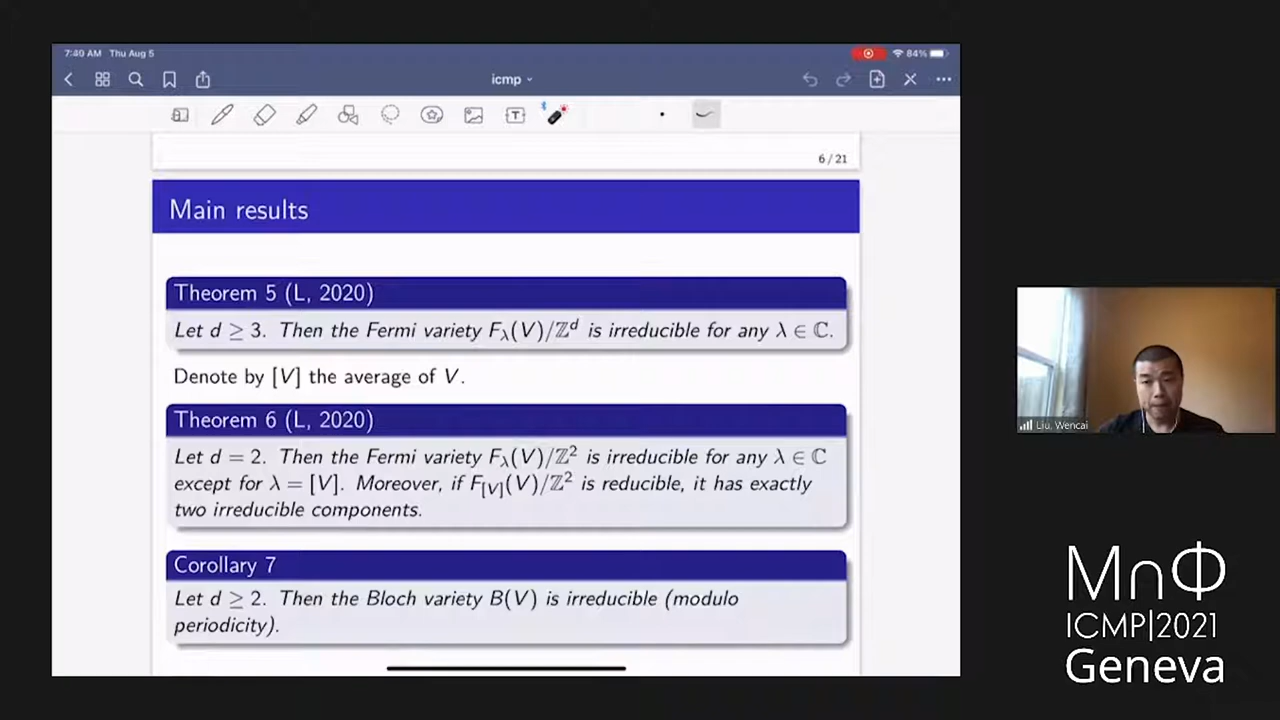 7:40 AM Thu Aug 5
84%
icmp
6 / 21
Main results
Theorem 5 (L, 2020)
Let d ≥ 3. Then the Fermi variety F_λ(V)/ℤ^d is irreducible for any λ ∈ ℂ.
Denote by [V] the average of V.
Theorem 6 (L, 2020)
Let d = 2. Then the Fermi variety F_λ(V)/ℤ² is irreducible for any λ ∈ ℂ
except for λ = [V]. Moreover, if F_[V](V)/ℤ² is reducible, it has exactly
two irreducible components.
Corollary 7
Let d ≥ 2. Then the Bloch variety B(V) is irreducible (modulo
periodicity).
Liu, Wencai
M∩Φ
ICMP|2021
Geneva